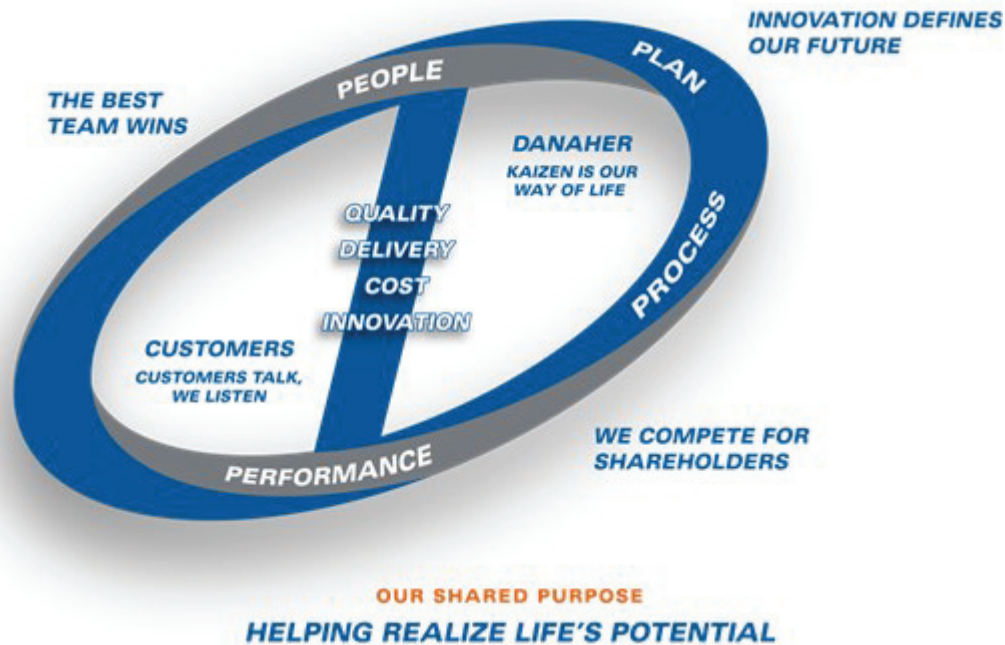 INNOVATION DEFINES
OUR FUTURE
PLAN
PEOPLE
THE BEST
TEAM WINS
DANAHER
KAIZEN IS OUR
WAY OF LIFE
QUALITY
DELIVERY
COST
INNOVATION
PROCESS
CUSTOMERS
CUSTOMERS TALK,
WE LISTEN
PERFORMANCE
WE COMPETE FOR
SHAREHOLDERS
OUR SHARED PURPOSE
HELPING REALIZE LIFE'S POTENTIAL